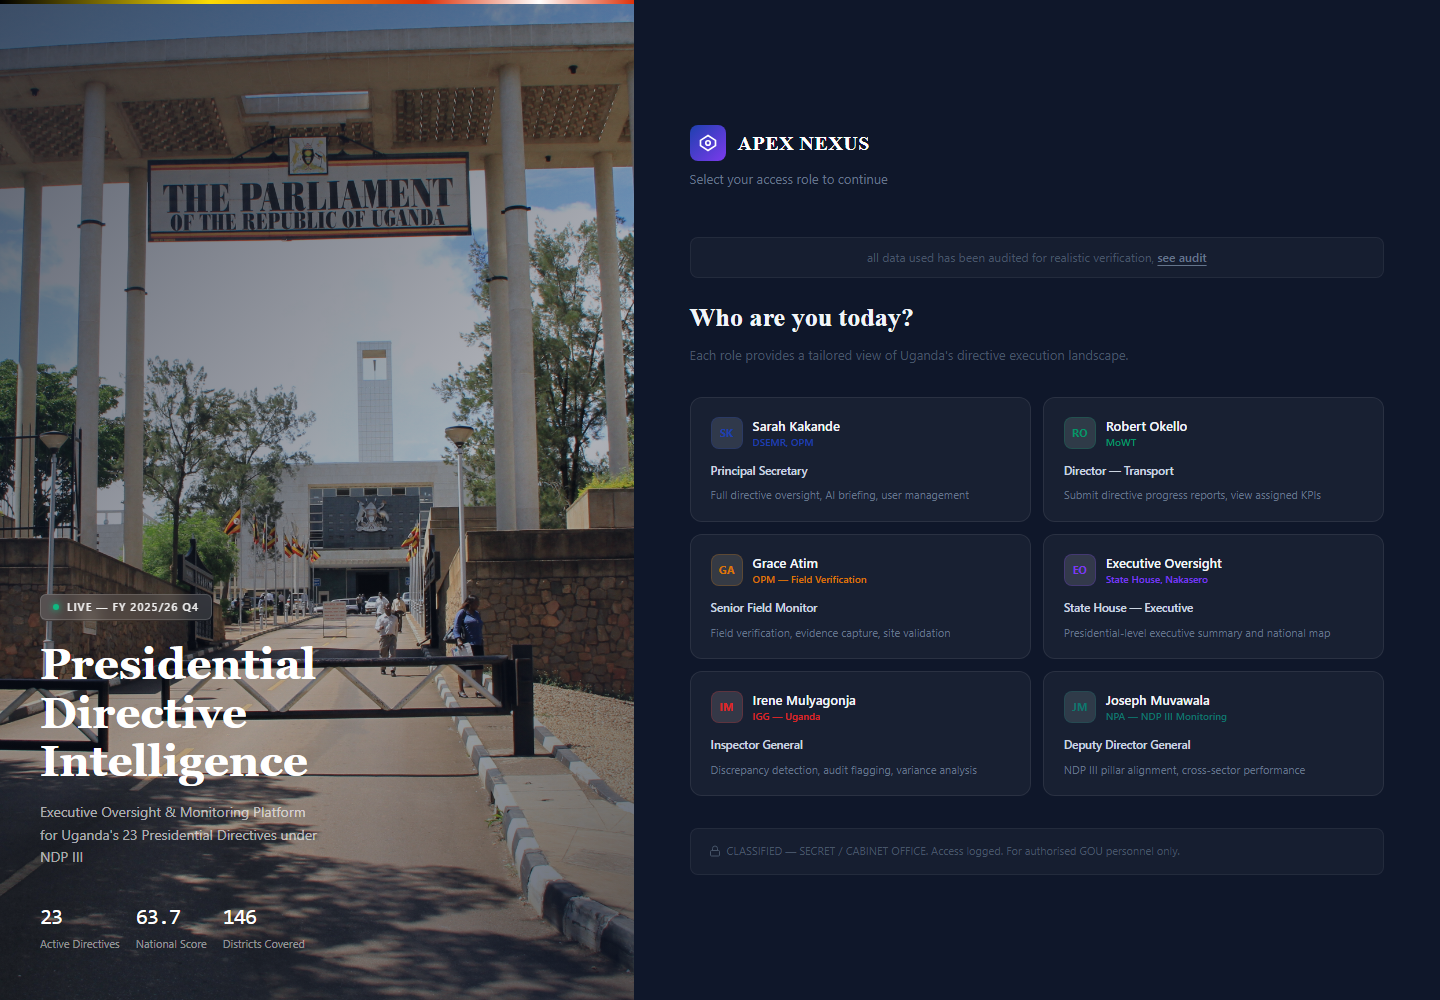 THE PARLIAMENT
OF THE REPUBLIC OF UGANDA
LIVE — FY 2025/26 Q4
Presidential
Directive
Intelligence
Executive Oversight & Monitoring Platform
for Uganda's 23 Presidential Directives under
NDP III
23
Active Directives
63.7
National Score
146
Districts Covered
APEX NEXUS
Select your access role to continue
all data used has been audited for realistic verification, see audit
Who are you today?
Each role provides a tailored view of Uganda's directive execution landscape.
SK
Sarah Kakande
DSEMR, OPM
Principal Secretary
Full directive oversight, AI briefing, user management
RO
Robert Okello
MoWT
Director — Transport
Submit directive progress reports, view assigned KPIs
GA
Grace Atim
OPM — Field Verification
Senior Field Monitor
Field verification, evidence capture, site validation
EO
Executive Oversight
State House, Nakasero
State House — Executive
Presidential-level executive summary and national map
IM
Irene Mulyagonja
IGG — Uganda
Inspector General
Discrepancy detection, audit flagging, variance analysis
JM
Joseph Muvawala
NPA — NDP III Monitoring
Deputy Director General
NDP III pillar alignment, cross-sector performance
CLASSIFIED — SECRET / CABINET OFFICE. Access logged. For authorised GOU personnel only.